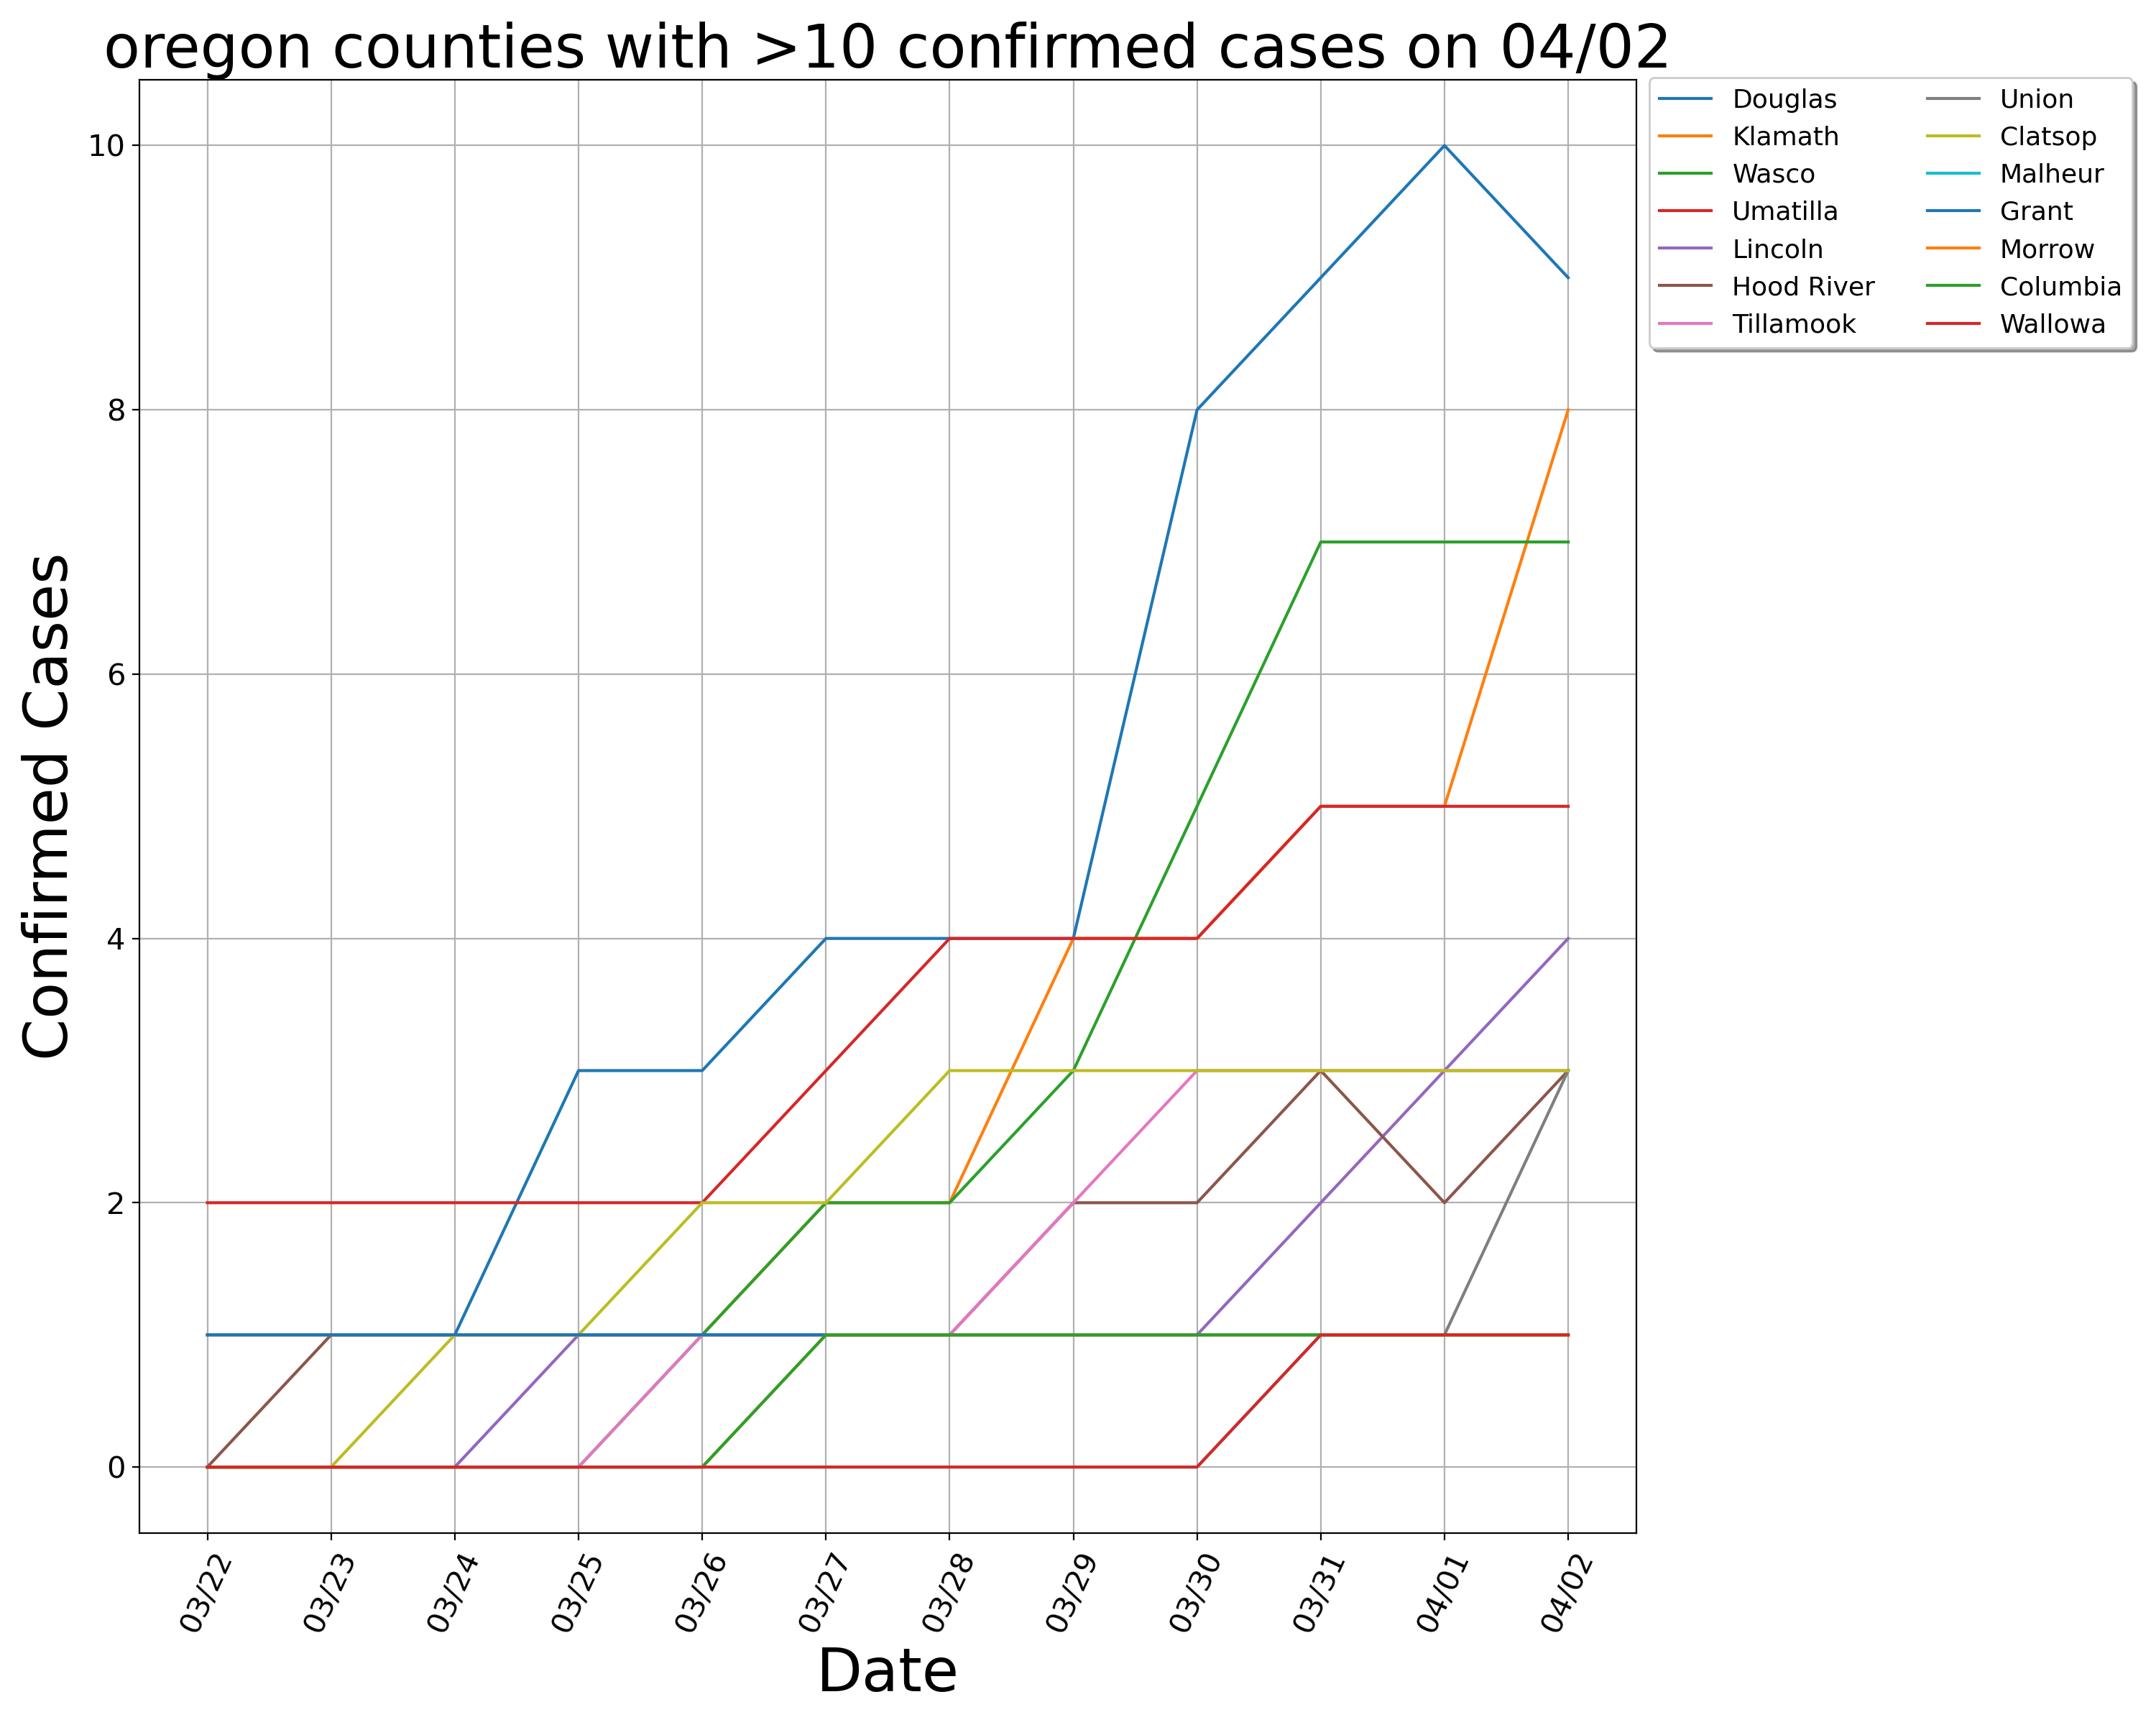 oregon counties with >10 confirmed cases on 04/02
Confirmed Cases
10
8
6
4
2
0
03/22
03/23
03/24
03/25
03/26
03/27
03/28
03/29
03/30
03/31
04/01
04/02
Date
Douglas
Klamath
Wasco
Umatilla
Lincoln
Hood River
Tillamook
Union
Clatsop
Malheur
Grant
Morrow
Columbia
Wallowa